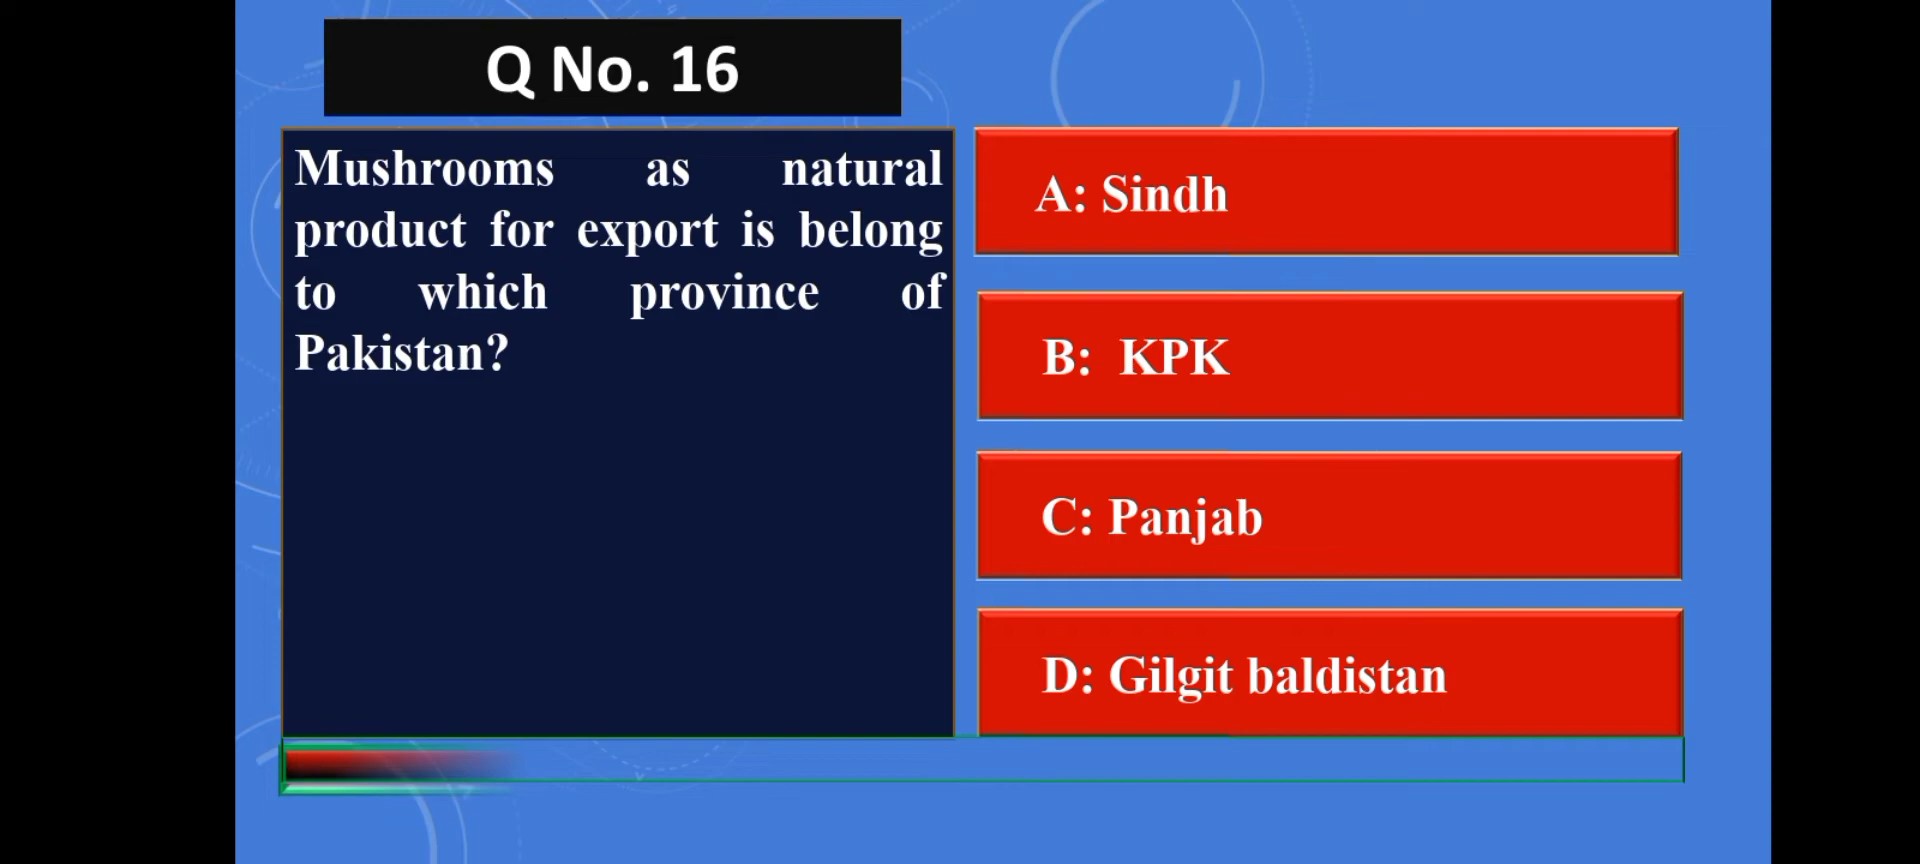 Q No. 16
Mushrooms as natural
product for export is belong
to which province of
Pakistan?
A: Sindh
B: KPK
C: Panjab
D: Gilgit baldistan